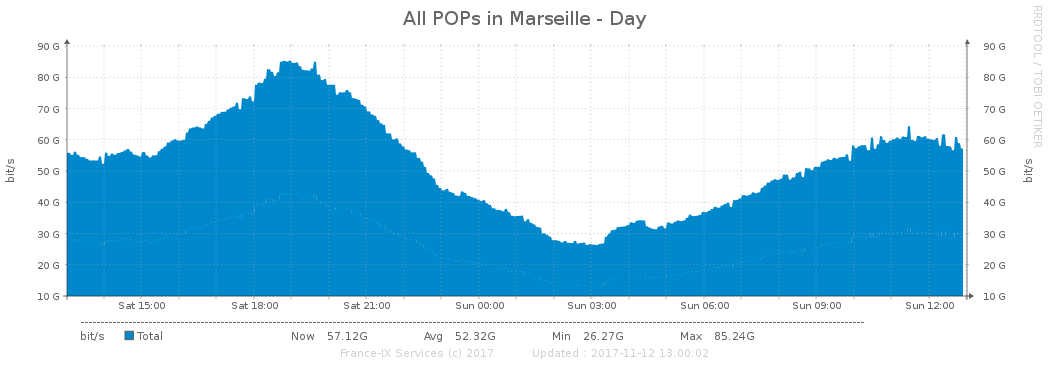 All POPs in Marseille - Day
RRDTOOL / TOBI OETIKER
bit/s
bit/s
90 G 90 G
80 G 80 G
70 G 70 G
60 G 60 G
50 G 50 G
40 G 40 G
30 G 30 G
20 G 20 G
10 G 10 G
Sat 15:00 Sat 18:00 Sat 21:00 Sun 00:00 Sun 03:00 Sun 06:00 Sun 09:00 Sun 12:00
bit/s Total Now 57.12G Avg 52.32G Min 26.27G Max 85.24G
France-IX Services (c) 2017 Updated : 2017-11-12 13:00:02